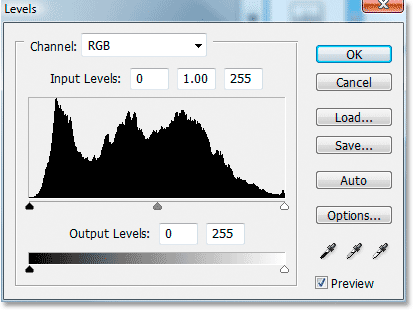 Levels
Channel: RGB
OK
Input Levels: 0 1.00 255
Cancel
Load...
Save...
Auto
Options...
Output Levels: 0 255
Preview